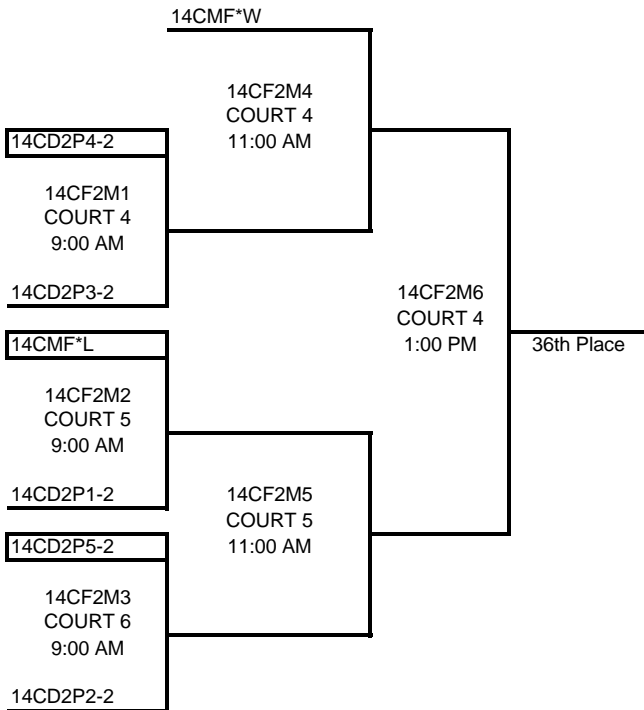 14CMF*W
14CF2M4
COURT 4
11:00 AM
14CD2P4-2
14CF2M1
COURT 4
9:00 AM
14CD2P3-2
14CF2M6
COURT 4
1:00 PM
36th Place
14CMF*L
14CF2M2
COURT 5
9:00 AM
14CD2P1-2
14CF2M5
COURT 5
11:00 AM
14CD2P5-2
14CF2M3
COURT 6
9:00 AM
14CD2P2-2